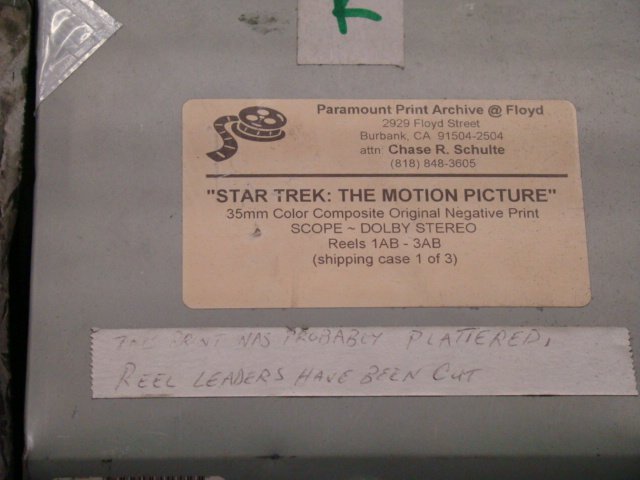 R
Paramount Print Archive @ Floyd
2929 Floyd Street
Burbank, CA 91504-2504
attn: Chase R. Schulte
(818) 848-3605
"STAR TREK: THE MOTION PICTURE"
35mm Color Composite Original Negative Print
SCOPE ~ DOLBY STEREO
Reels 1AB - 3AB
(shipping case 1 of 3)
PRINT WAS PROBABLY PLATTERED,
REEL LEADERS HAVE BEEN CUT